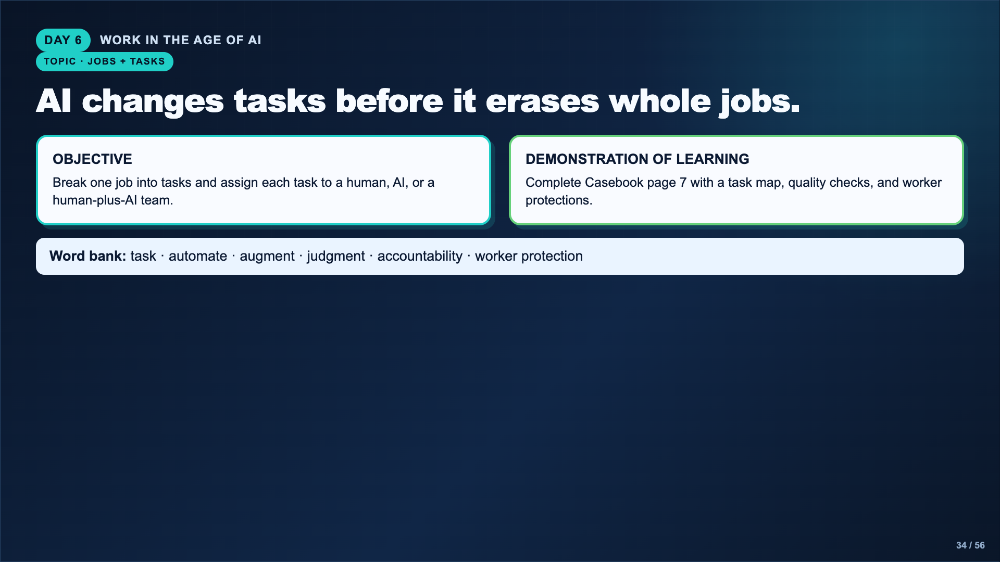 DAY 6 WORK IN THE AGE OF AI
TOPIC · JOBS + TASKS
AI changes tasks before it erases whole jobs.
OBJECTIVE
Break one job into tasks and assign each task to a human, AI, or a
human-plus-AI team.
DEMONSTRATION OF LEARNING
Complete Casebook page 7 with a task map, quality checks, and worker
protections.
Word bank: task · automate · augment · judgment · accountability · worker protection
34 / 56